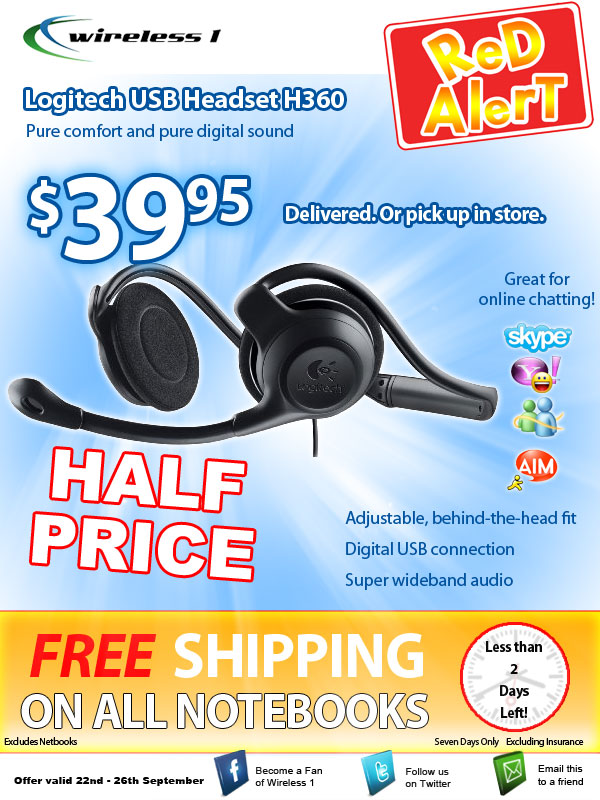 wireless 1
ReD
AlerT
Logitech USB Headset H360
Pure comfort and pure digital sound
$39.95
Delivered. Or pick up in store.
Great for
online chatting!
skype
Y!
Logitech
AIM
HALF
PRICE
Adjustable, behind-the-head fit
Digital USB connection
Super wideband audio
FREE SHIPPING
ON ALL NOTEBOOKS
Less than
2
Days
Left!
Excludes Netbooks
Seven Days Only Excluding Insurance
Offer valid 22nd - 26th September
Become a Fan
of Wireless 1
Follow us
on Twitter
Email this
to a friend